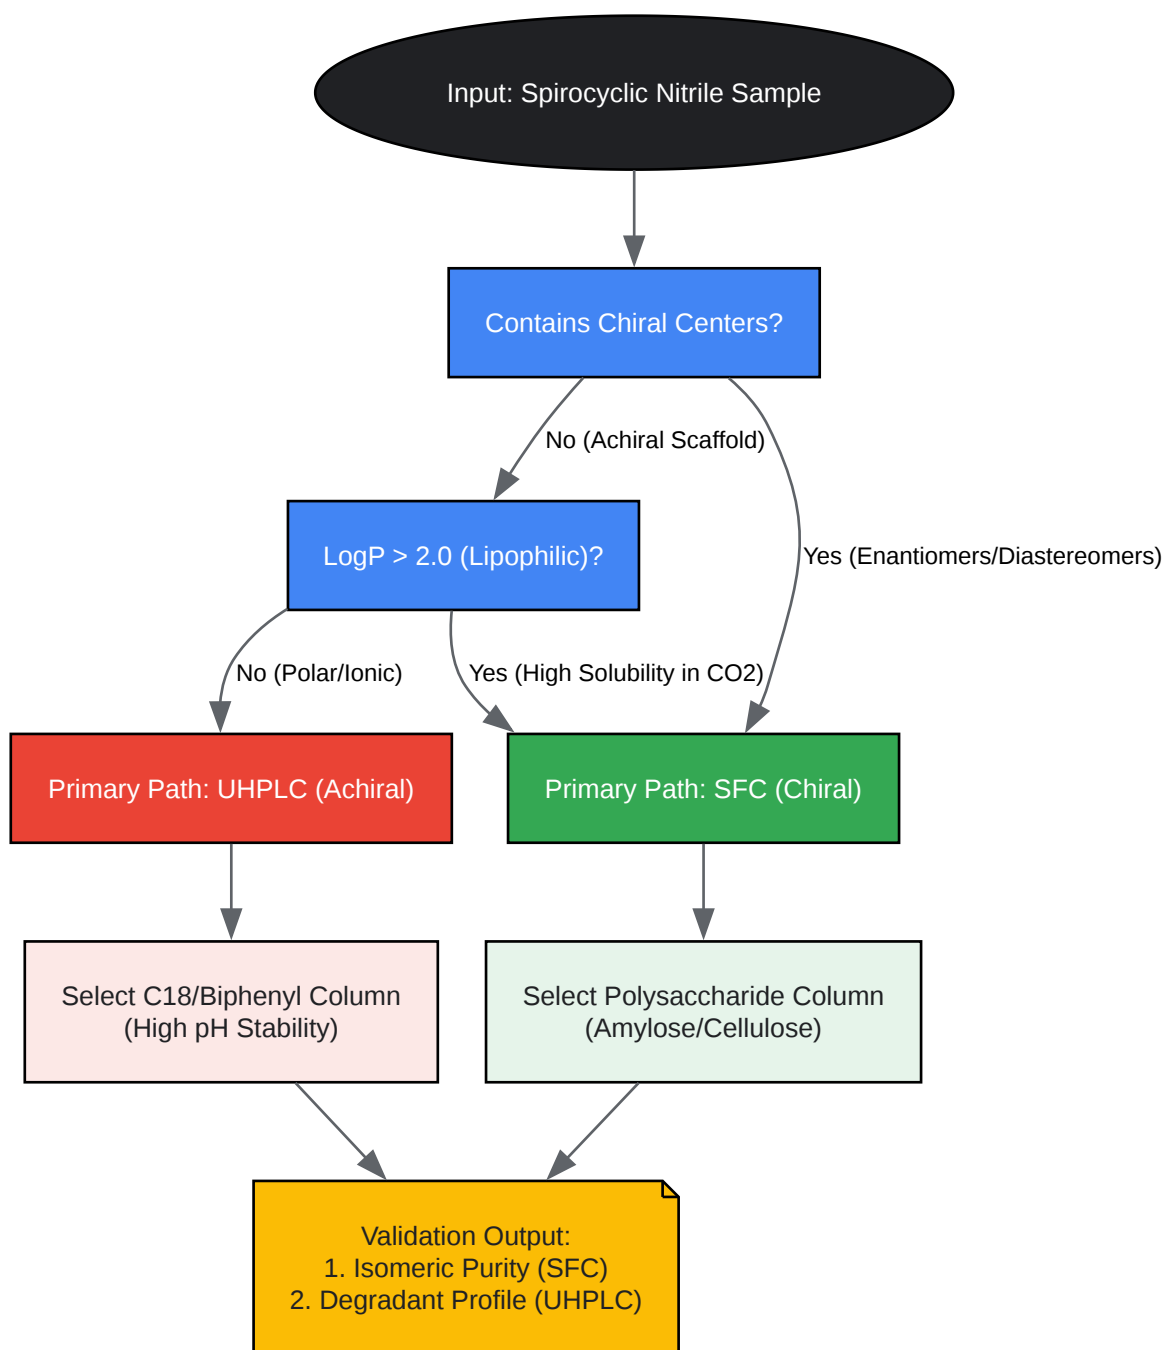 Input: Spirocyclic Nitrile Sample
Contains Chiral Centers?
No (Achiral Scaffold)
LogP > 2.0 (Lipophilic)?
Yes (Enantiomers/Diastereomers)
No (Polar/Ionic)
Yes (High Solubility in CO2)
Primary Path: UHPLC (Achiral)
Primary Path: SFC (Chiral)
Select C18/Biphenyl Column
(High pH Stability)
Select Polysaccharide Column
(Amylose/Cellulose)
Validation Output:
1. Isomeric Purity (SFC)
2. Degradant Profile (UHPLC)